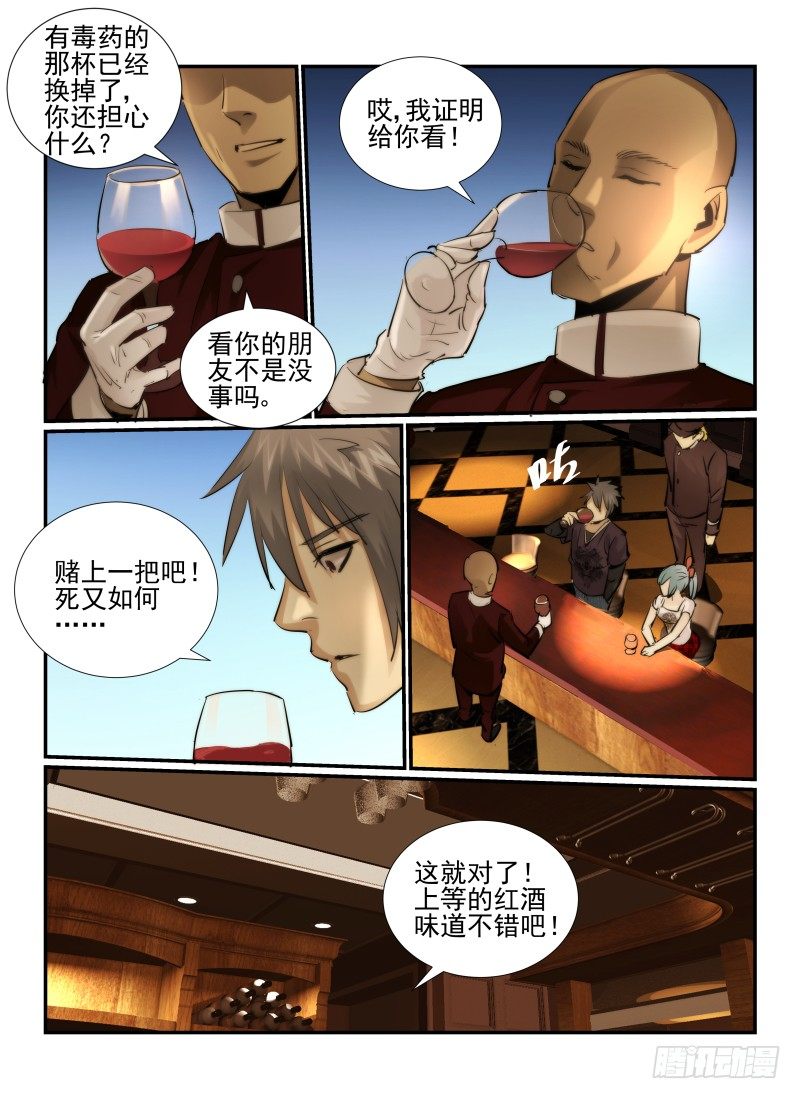 有毒药的
那杯已经
换掉了，
你还担心
什么？
看你的朋
友不是没
事吗。
哎，我证明
给你看！
赌上一把吧！
死又如何
……
咕
这就对了！
上等的红酒
味道不错吧！
腾讯动漫